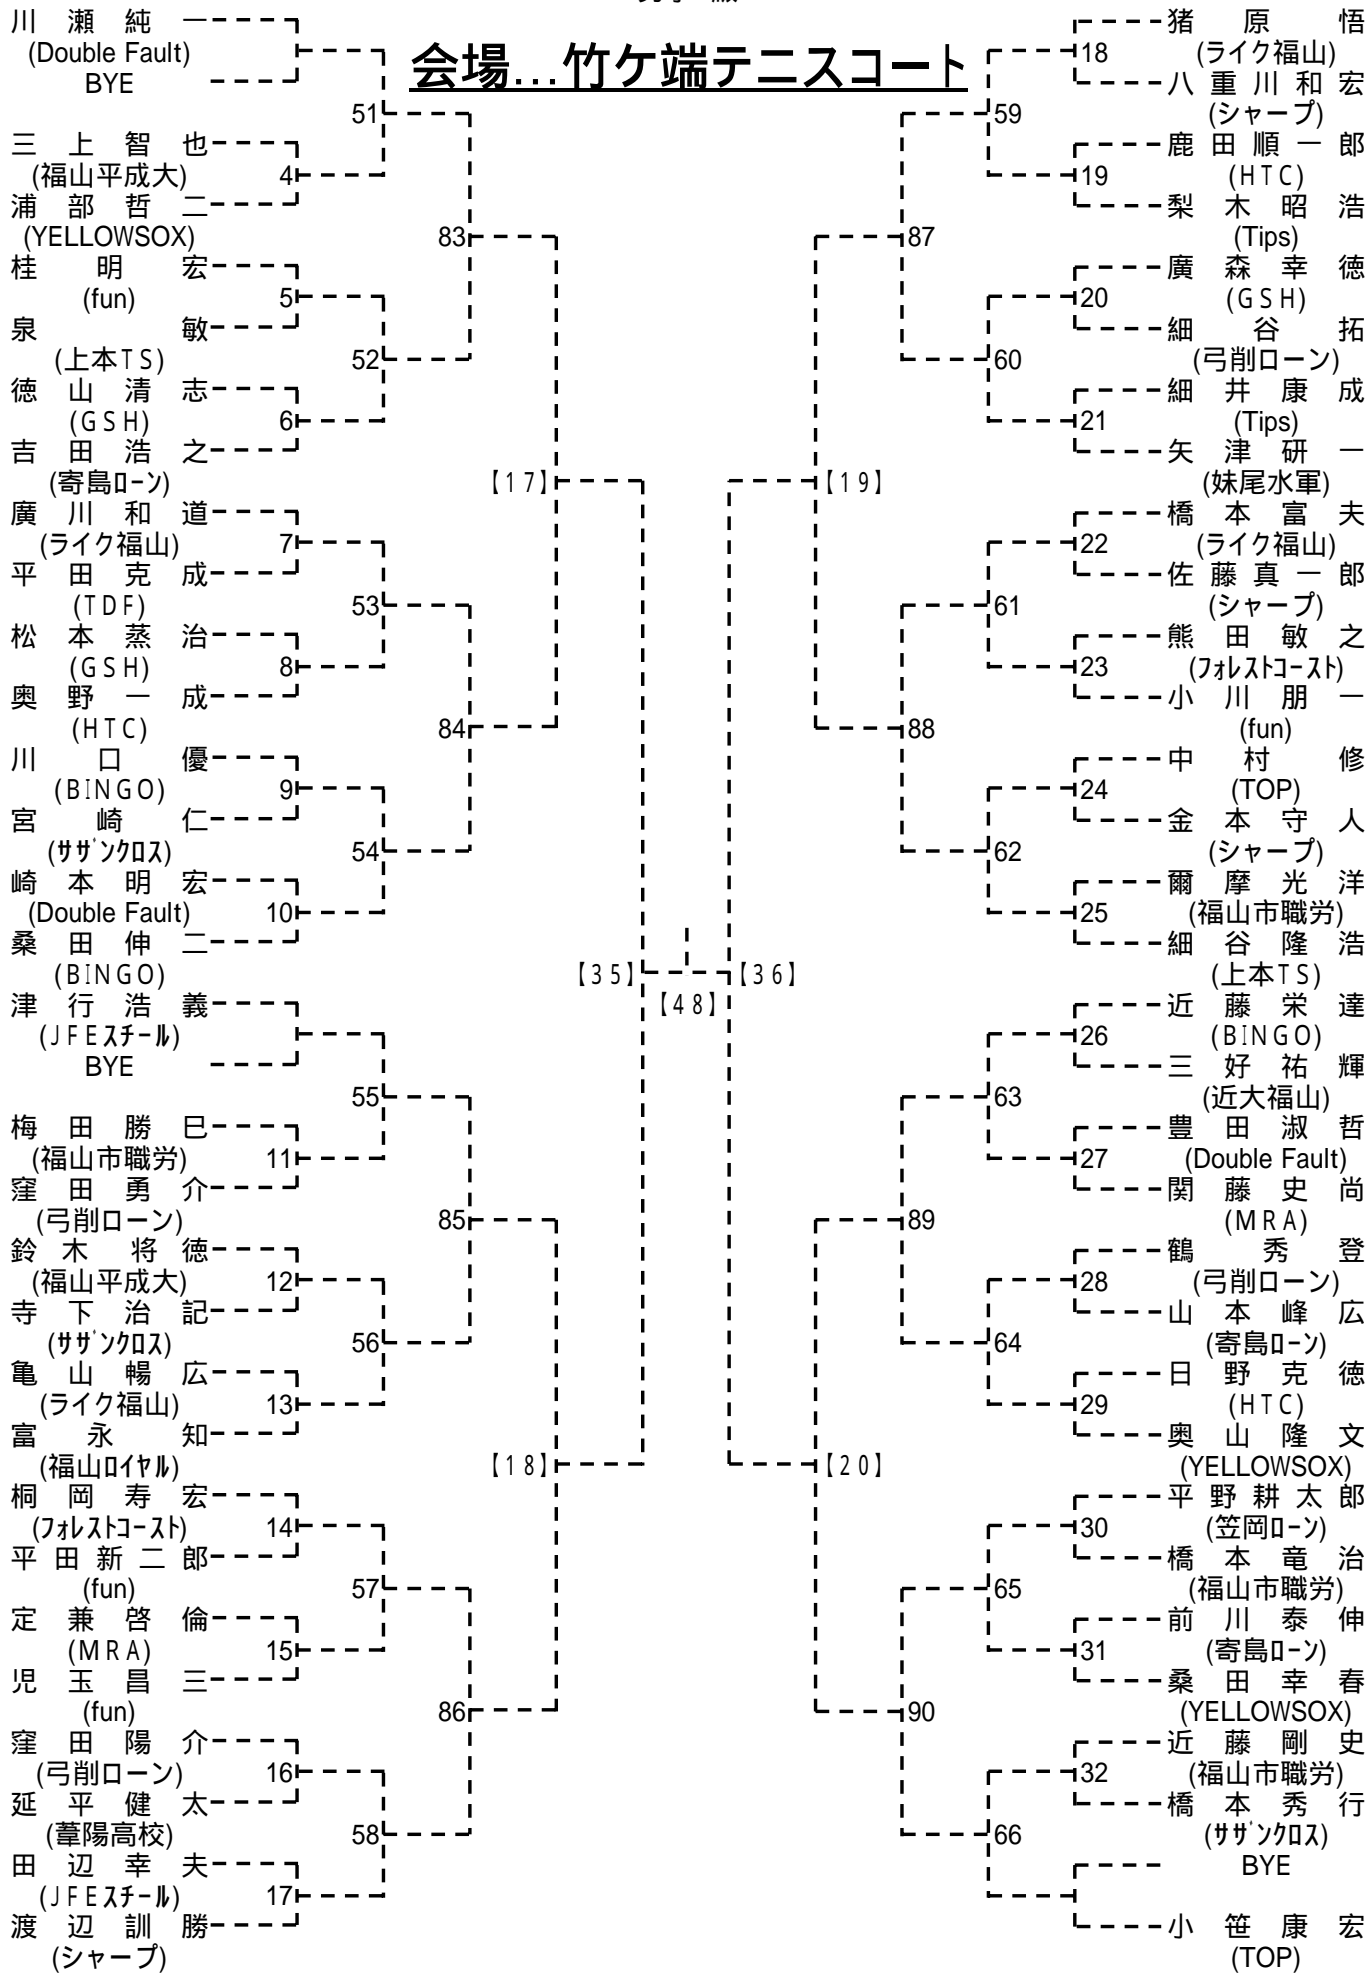 会場…竹ケ端テニスコート
川瀬純一
(Double Fault)
BYE
51
三上智也
(福山平成大)
4
浦部哲二
(YELLOWSOX)
83
桂明宏
(fun)
5
泉敏
(上本TS)
52
徳山清志
(GSH)
6
吉田浩之
(寄島ローン)
【17】
廣川和道
(ライク福山)
7
平田克成
(TDF)
53
松本蒸治
(GSH)
8
奥野一成
(HTC)
84
川口優
(BINGO)
9
宮崎仁
(サザンクロス)
54
崎本明宏
(Double Fault)
10
桑田伸二
(BINGO)
【35】
【48】
【36】
津行浩義
(JFEスチール)
BYE
55
梅田勝巳
(福山市職労)
11
窪田勇介
(弓削ローン)
85
鈴木将徳
(福山平成大)
12
寺下治記
(サザンクロス)
56
亀山暢広
(ライク福山)
13
富永知
(福山ロイヤル)
【18】
桐岡寿宏
(フォレストコースト)
14
平田新二郎
(fun)
57
定兼啓倫
(MRA)
15
児玉昌三
(fun)
86
窪田陽介
(弓削ローン)
16
延平健太
(葦陽高校)
58
田辺幸夫
(JFEスチール)
17
渡辺訓勝
(シャープ)
猪原悟
18
(ライク福山)
八重川和宏
(シャープ)
59
鹿田順一郎
19
(HTC)
梨木昭浩
(Tips)
87
廣森幸徳
20
(GSH)
細谷拓
(弓削ローン)
60
細井康成
21
(Tips)
矢津研一
(妹尾水軍)
【19】
橋本富夫
22
(ライク福山)
佐藤真一郎
(シャープ)
61
熊田敏之
23
(フォレストコースト)
小川朋一
(fun)
88
中村修
24
(TOP)
金本守人
(シャープ)
62
爾摩光洋
25
(福山市職労)
細谷隆浩
(上本TS)
近藤栄達
26
(BINGO)
三好祐輝
(近大福山)
63
豊田淑哲
27
(Double Fault)
関藤史尚
(MRA)
89
鶴秀登
28
(弓削ローン)
山本峰広
(寄島ローン)
64
日野克徳
29
(HTC)
奥山隆文
(YELLOWSOX)
【20】
平野耕太郎
30
(笠岡ローン)
橋本竜治
(福山市職労)
65
前川泰伸
31
(寄島ローン)
桑田幸春
(YELLOWSOX)
90
近藤剛史
32
(福山市職労)
橋本秀行
(サザンクロス)
66
BYE
小笹康宏
(TOP)